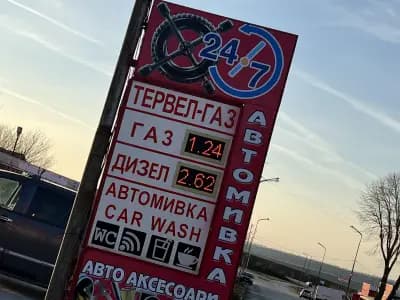 24/7
ТЕРВЕЛ-ГАЗ
ГАЗ 1.24
ДИЗЕЛ 2.62
АВТОМИВКА
CAR WASH
WC
АВТОМИВКА
АВТО АКСЕСОАРИ